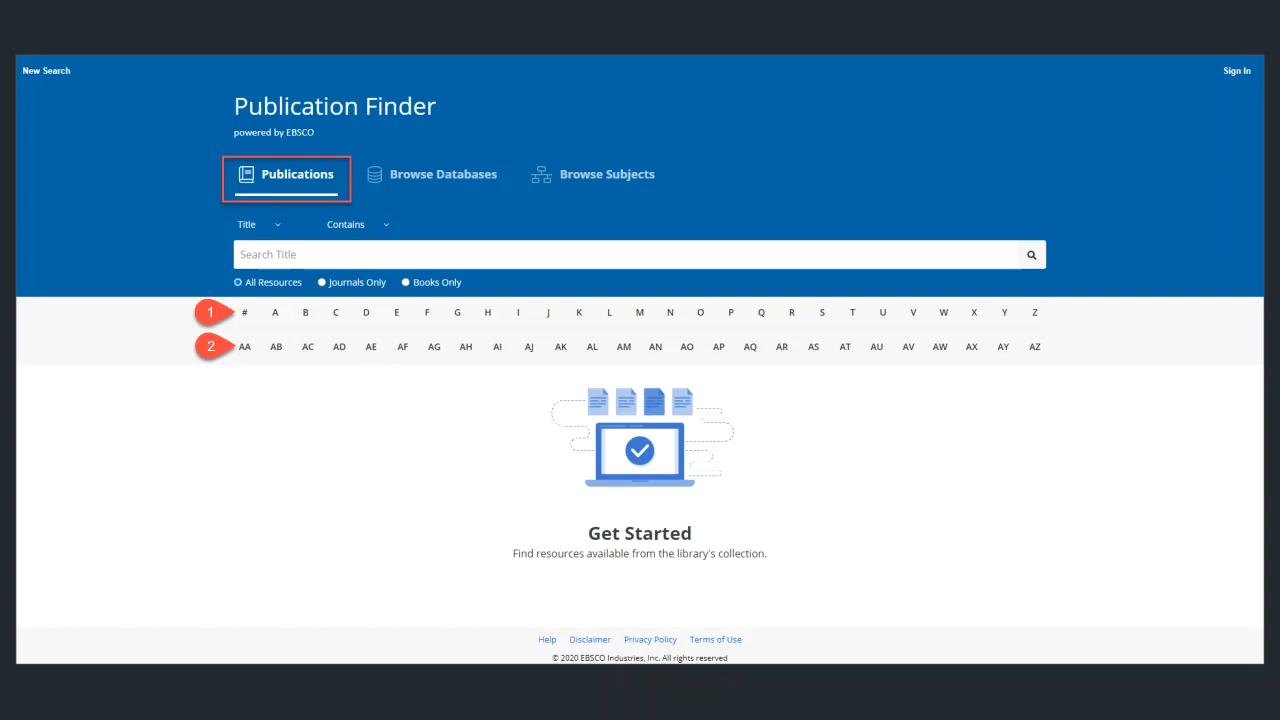 New Search Sign In
Publication Finder
powered by EBSCO
Publications Browse Databases Browse Subjects
Title Contains
Search Title
All Resources Journals Only Books Only
1 # A B C D E F G H I J K L M N O P Q R S T U V W X Y Z
2 AA AB AC AD AE AF AG AH AI AJ AK AL AM AN AO AP AQ AR AS AT AU AV AW AX AY AZ
Get Started
Find resources available from the library's collection.
Help Disclaimer Privacy Policy Terms of Use
© 2020 EBSCO Industries, Inc. All rights reserved